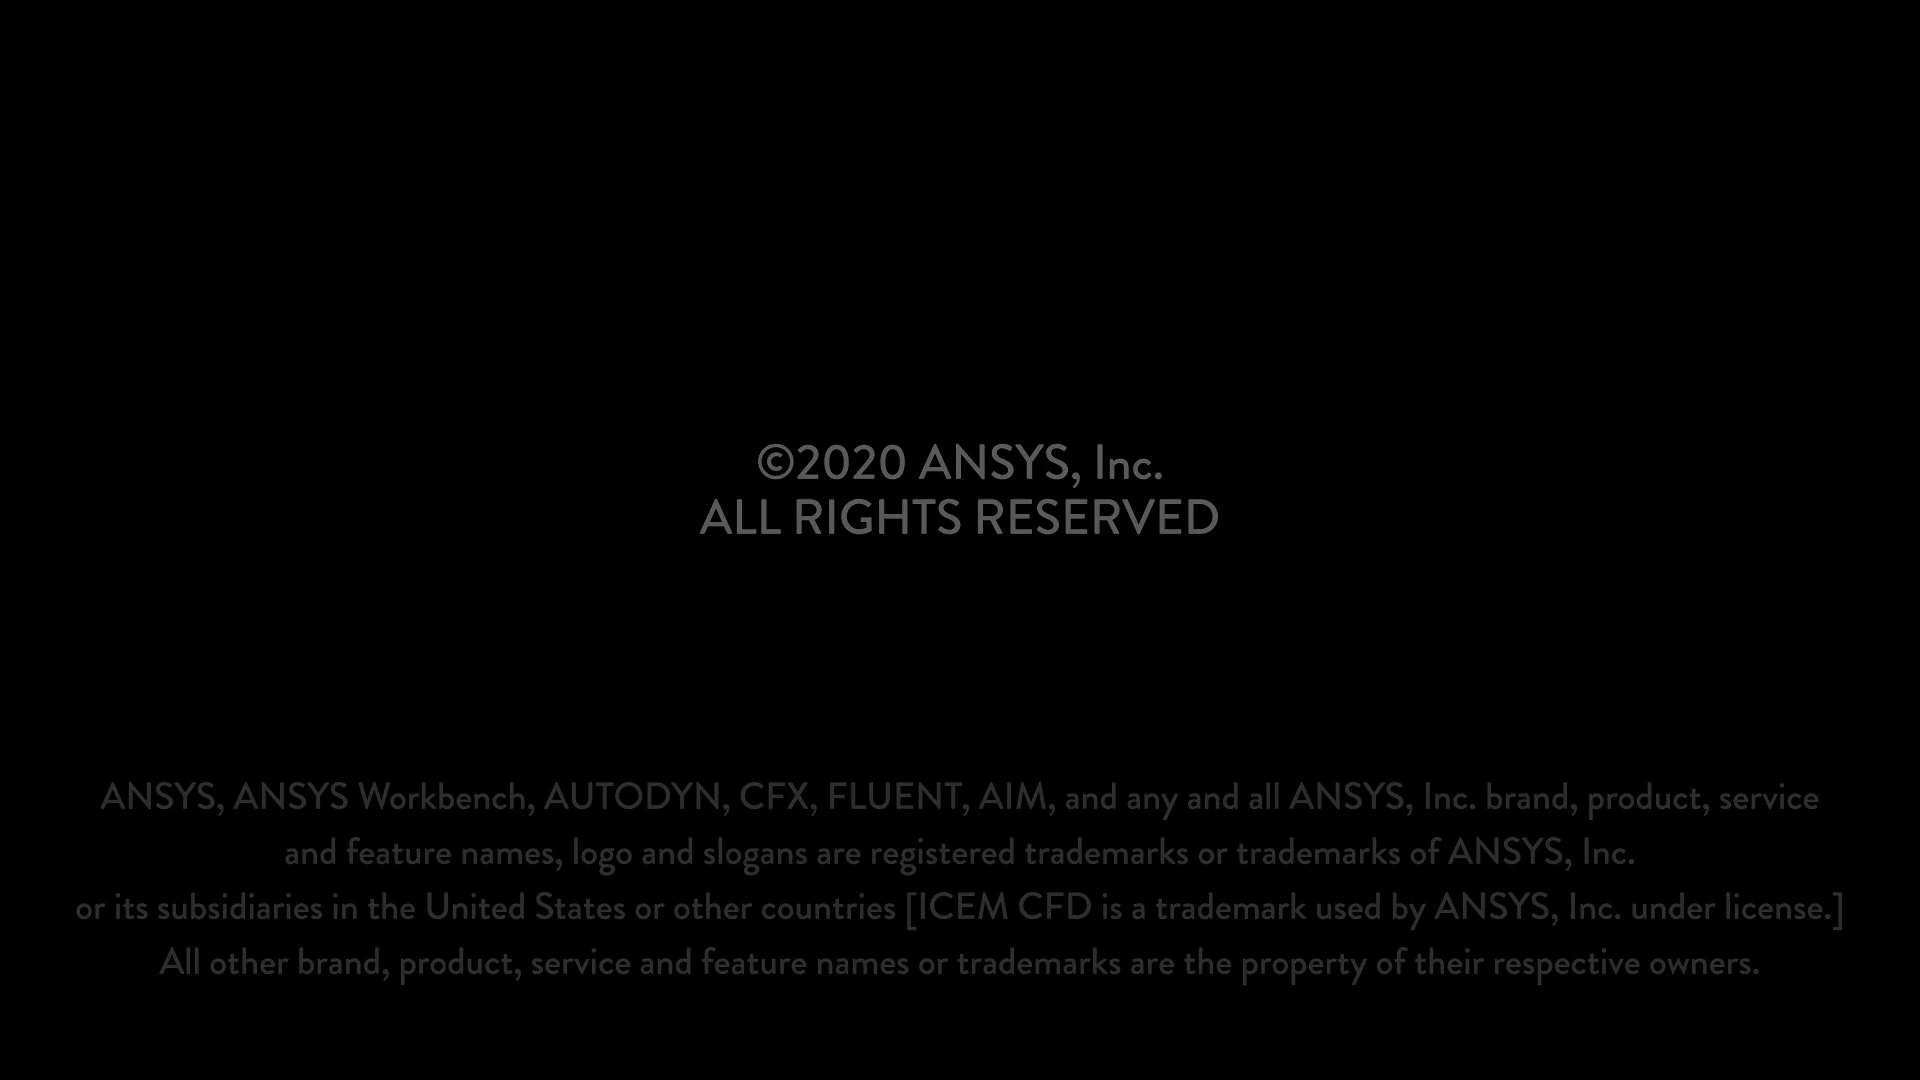 ©2020 ANSYS, Inc.
ALL RIGHTS RESERVED
ANSYS, ANSYS Workbench, AUTODYN, CFX, FLUENT, AIM, and any and all ANSYS, Inc. brand, product, service
and feature names, logo and slogans are registered trademarks or trademarks of ANSYS, Inc.
or its subsidiaries in the United States or other countries [ICEM CFD is a trademark used by ANSYS, Inc. under license.]
All other brand, product, service and feature names or trademarks are the property of their respective owners.